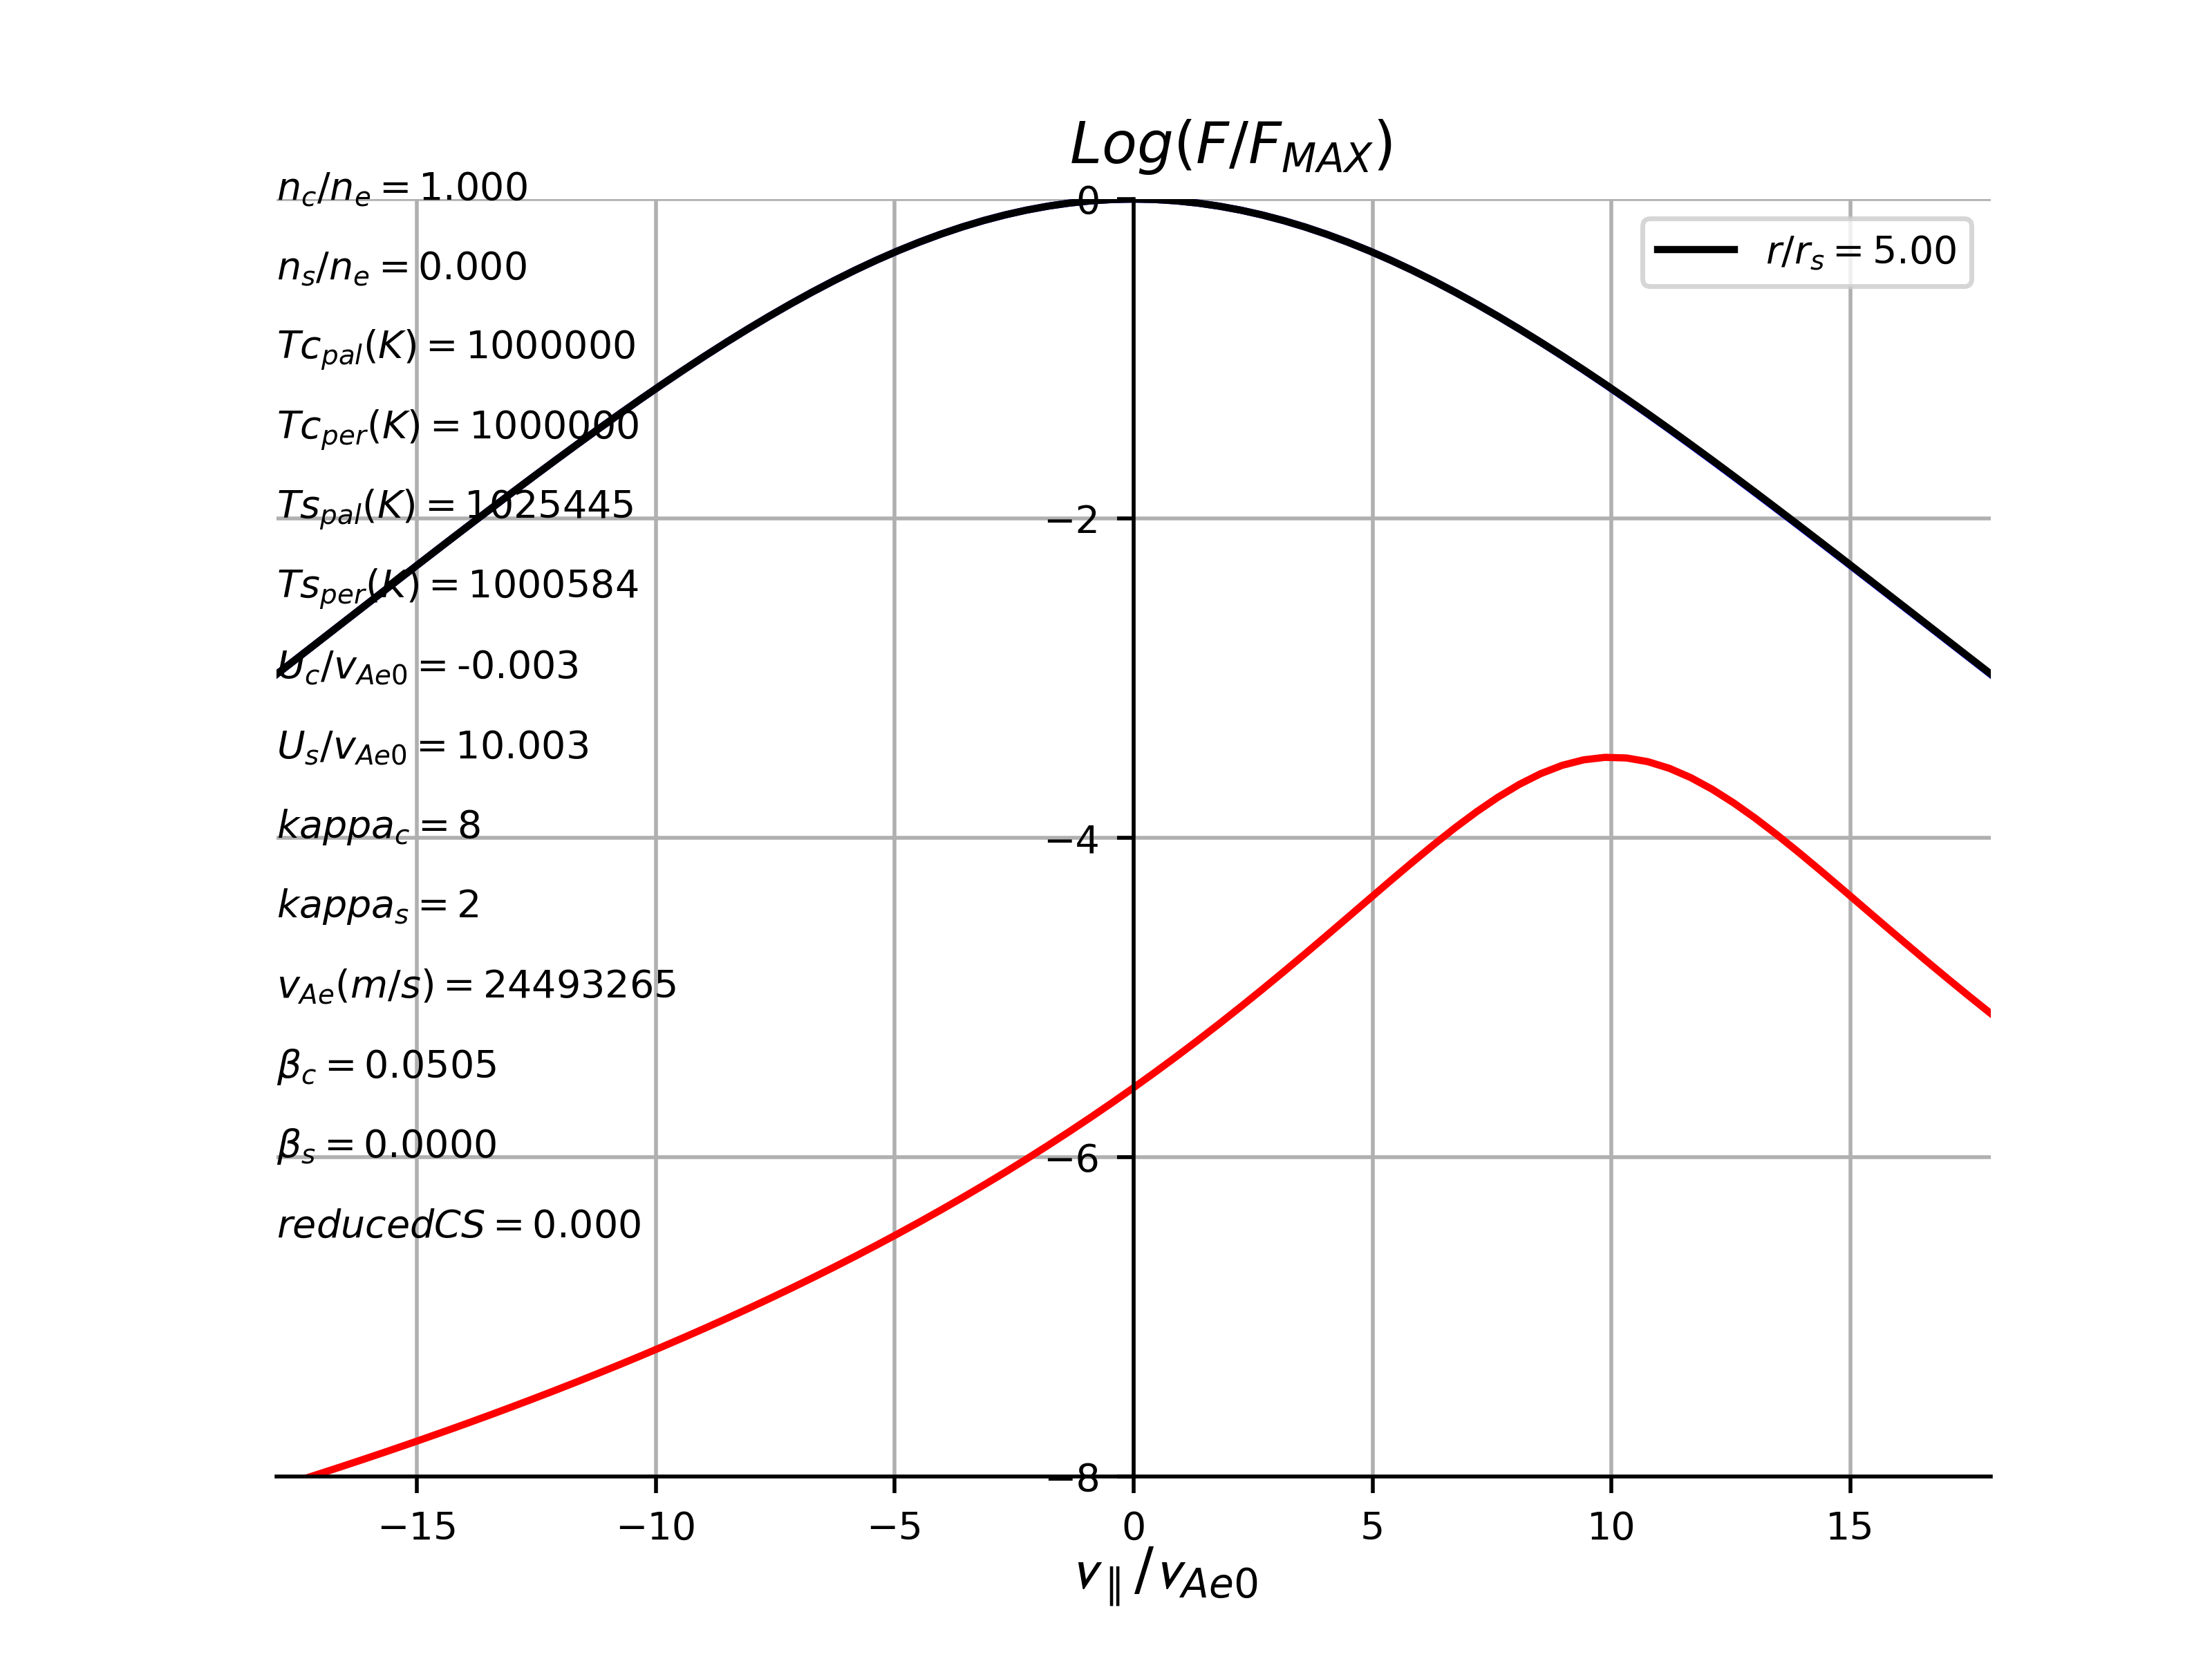 Log(F/F_MAX)
n_c/n_e = 1.000
n_s/n_e = 0.000
Tc_pal(K) = 1000000
Tc_per(K) = 1000000
Ts_pal(K) = 1025445
Ts_per(K) = 1000584
U_c/v_Ae0 = -0.003
U_s/v_Ae0 = 10.003
kappa_c = 8
kappa_s = 2
v_Ae(m/s) = 24493265
β_c = 0.0505
β_s = 0.0000
reducedCS = 0.000
r/r_s = 5.00
0
−2
−4
−6
−8
−15 −10 −5 0 5 10 15
v_∥/v_Ae0